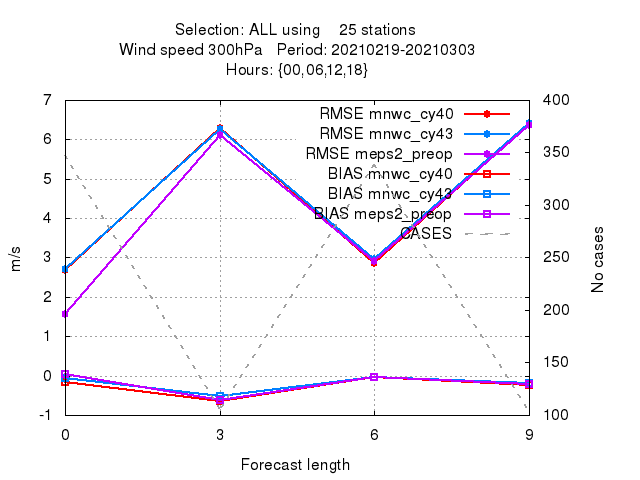 Selection: ALL using    25 stations
Wind speed 300hPa   Period: 20210219-20210303
Hours: {00,06,12,18}
7 400
RMSE mnwc_cy40
6 RMSE mnwc_cy43
350
RMSE meps2_preop
5 BIAS mnwc_cy40
BIAS mnwc_cy43
300
BIAS meps2_preop
4
CASES
3 250
m/s
No cases
2 200
1
150
0
-1 100
0 3 6 9
Forecast length